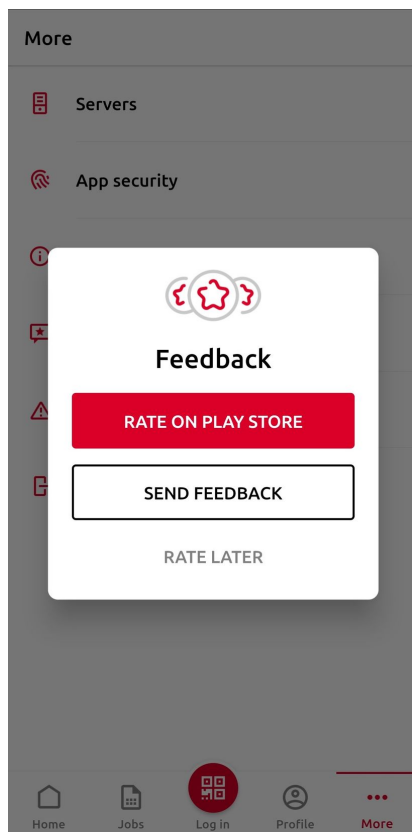 More
Servers
App security
Feedback
RATE ON PLAY STORE
SEND FEEDBACK
RATE LATER
Home
Jobs
Log in
Profile
More